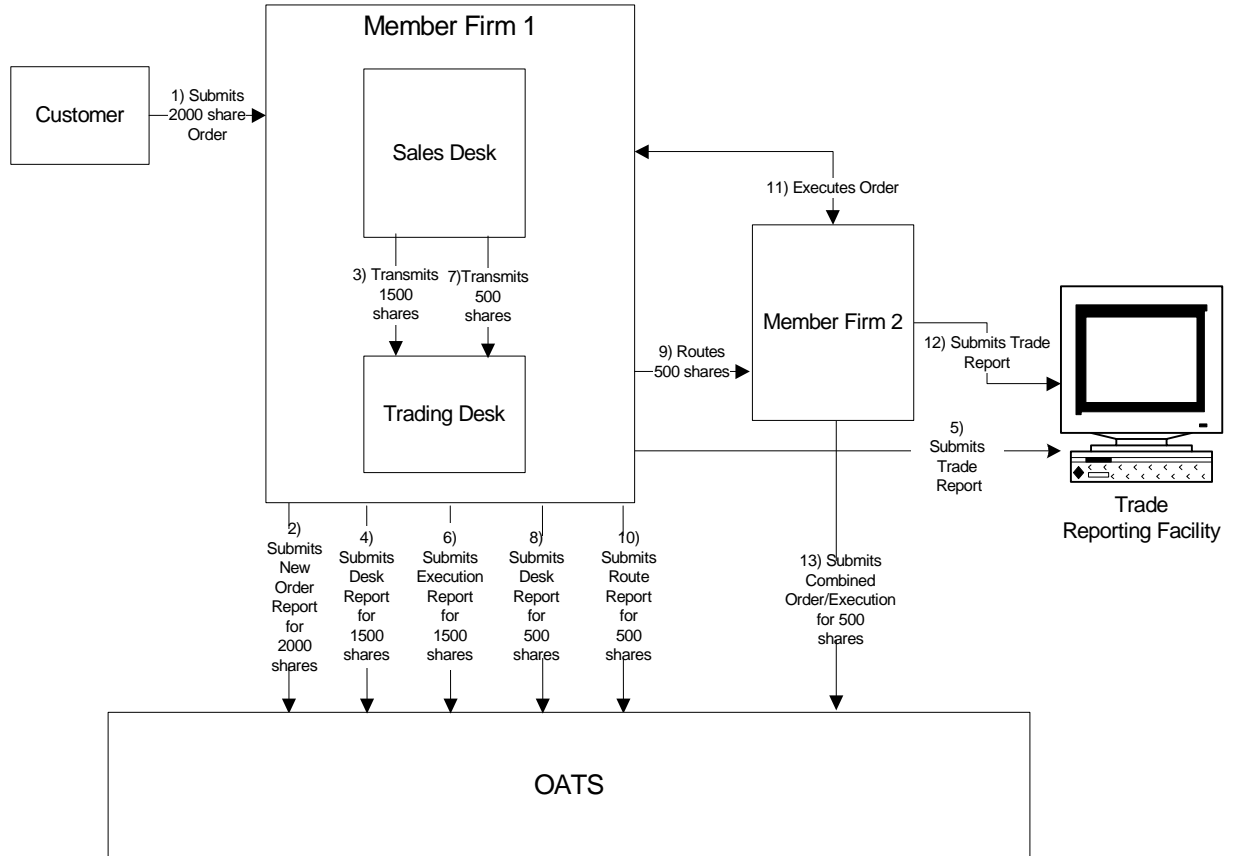 Member Firm 1
Customer
1) Submits
2000 share
Order
Sales Desk
11) Executes Order
3) Transmits
1500
shares
7)Transmits
500
shares
Member Firm 2
9) Routes
500 shares
12) Submits Trade
Report
Trading Desk
5)
Submits
Trade
Report
Trade
Reporting Facility
2)
Submits
New
Order
Report
for
2000
shares
4)
Submits
Desk
Report
for
1500
shares
6)
Submits
Execution
Report
for
1500
shares
8)
Submits
Desk
Report
for
500
shares
10)
Submits
Route
Report
for
500
shares
13) Submits
Combined
Order/Execution
for 500
shares
OATS